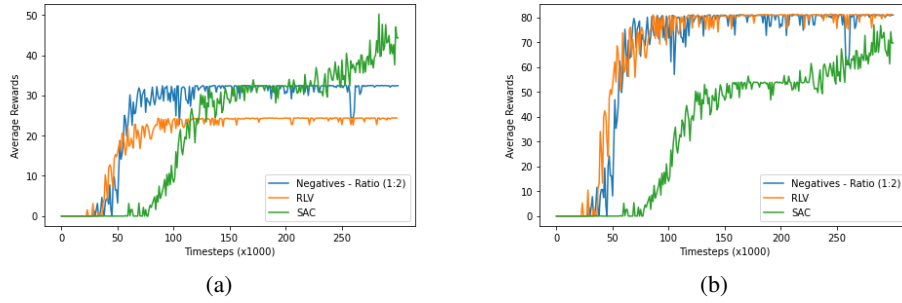 50
40
30
20
10
0
Average Rewards
0
50
100
150
200
250
Timesteps (x1000)
Negatives - Ratio (1:2)
RLV
SAC
(a)
80
70
60
50
40
30
20
10
0
Average Rewards
0
50
100
150
200
250
Timesteps (x1000)
Negatives - Ratio (1:2)
RLV
SAC
(b)